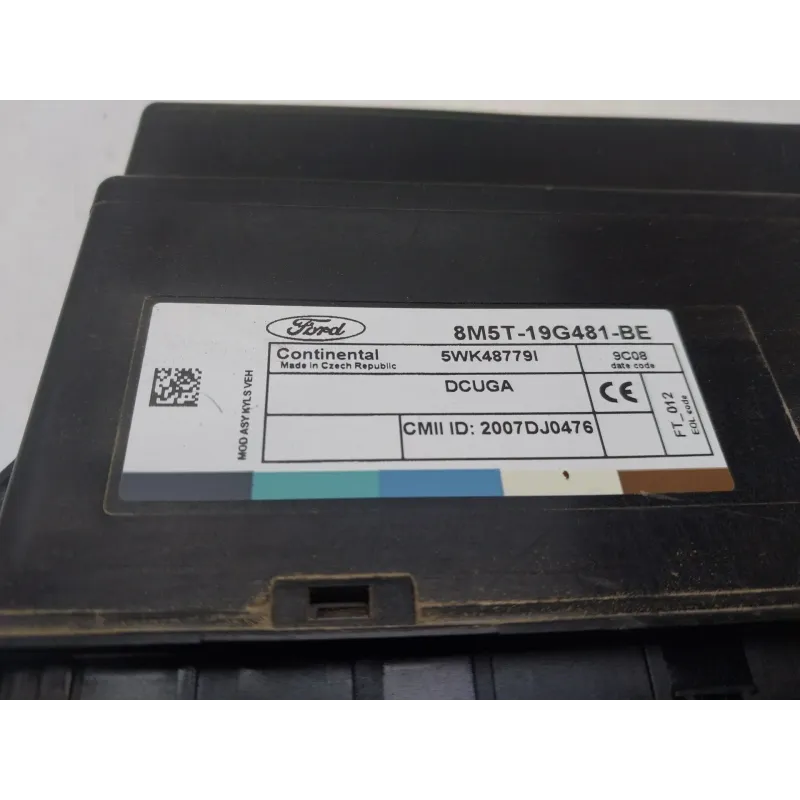 Ford 8M5T-19G481-BE
Continental 5WK48779I 9C08
Made in Czech Republic date code
DCUGA CE
CMII ID: 2007DJ0476
MOD ASY KYLS VEH
FT_012
EOL code